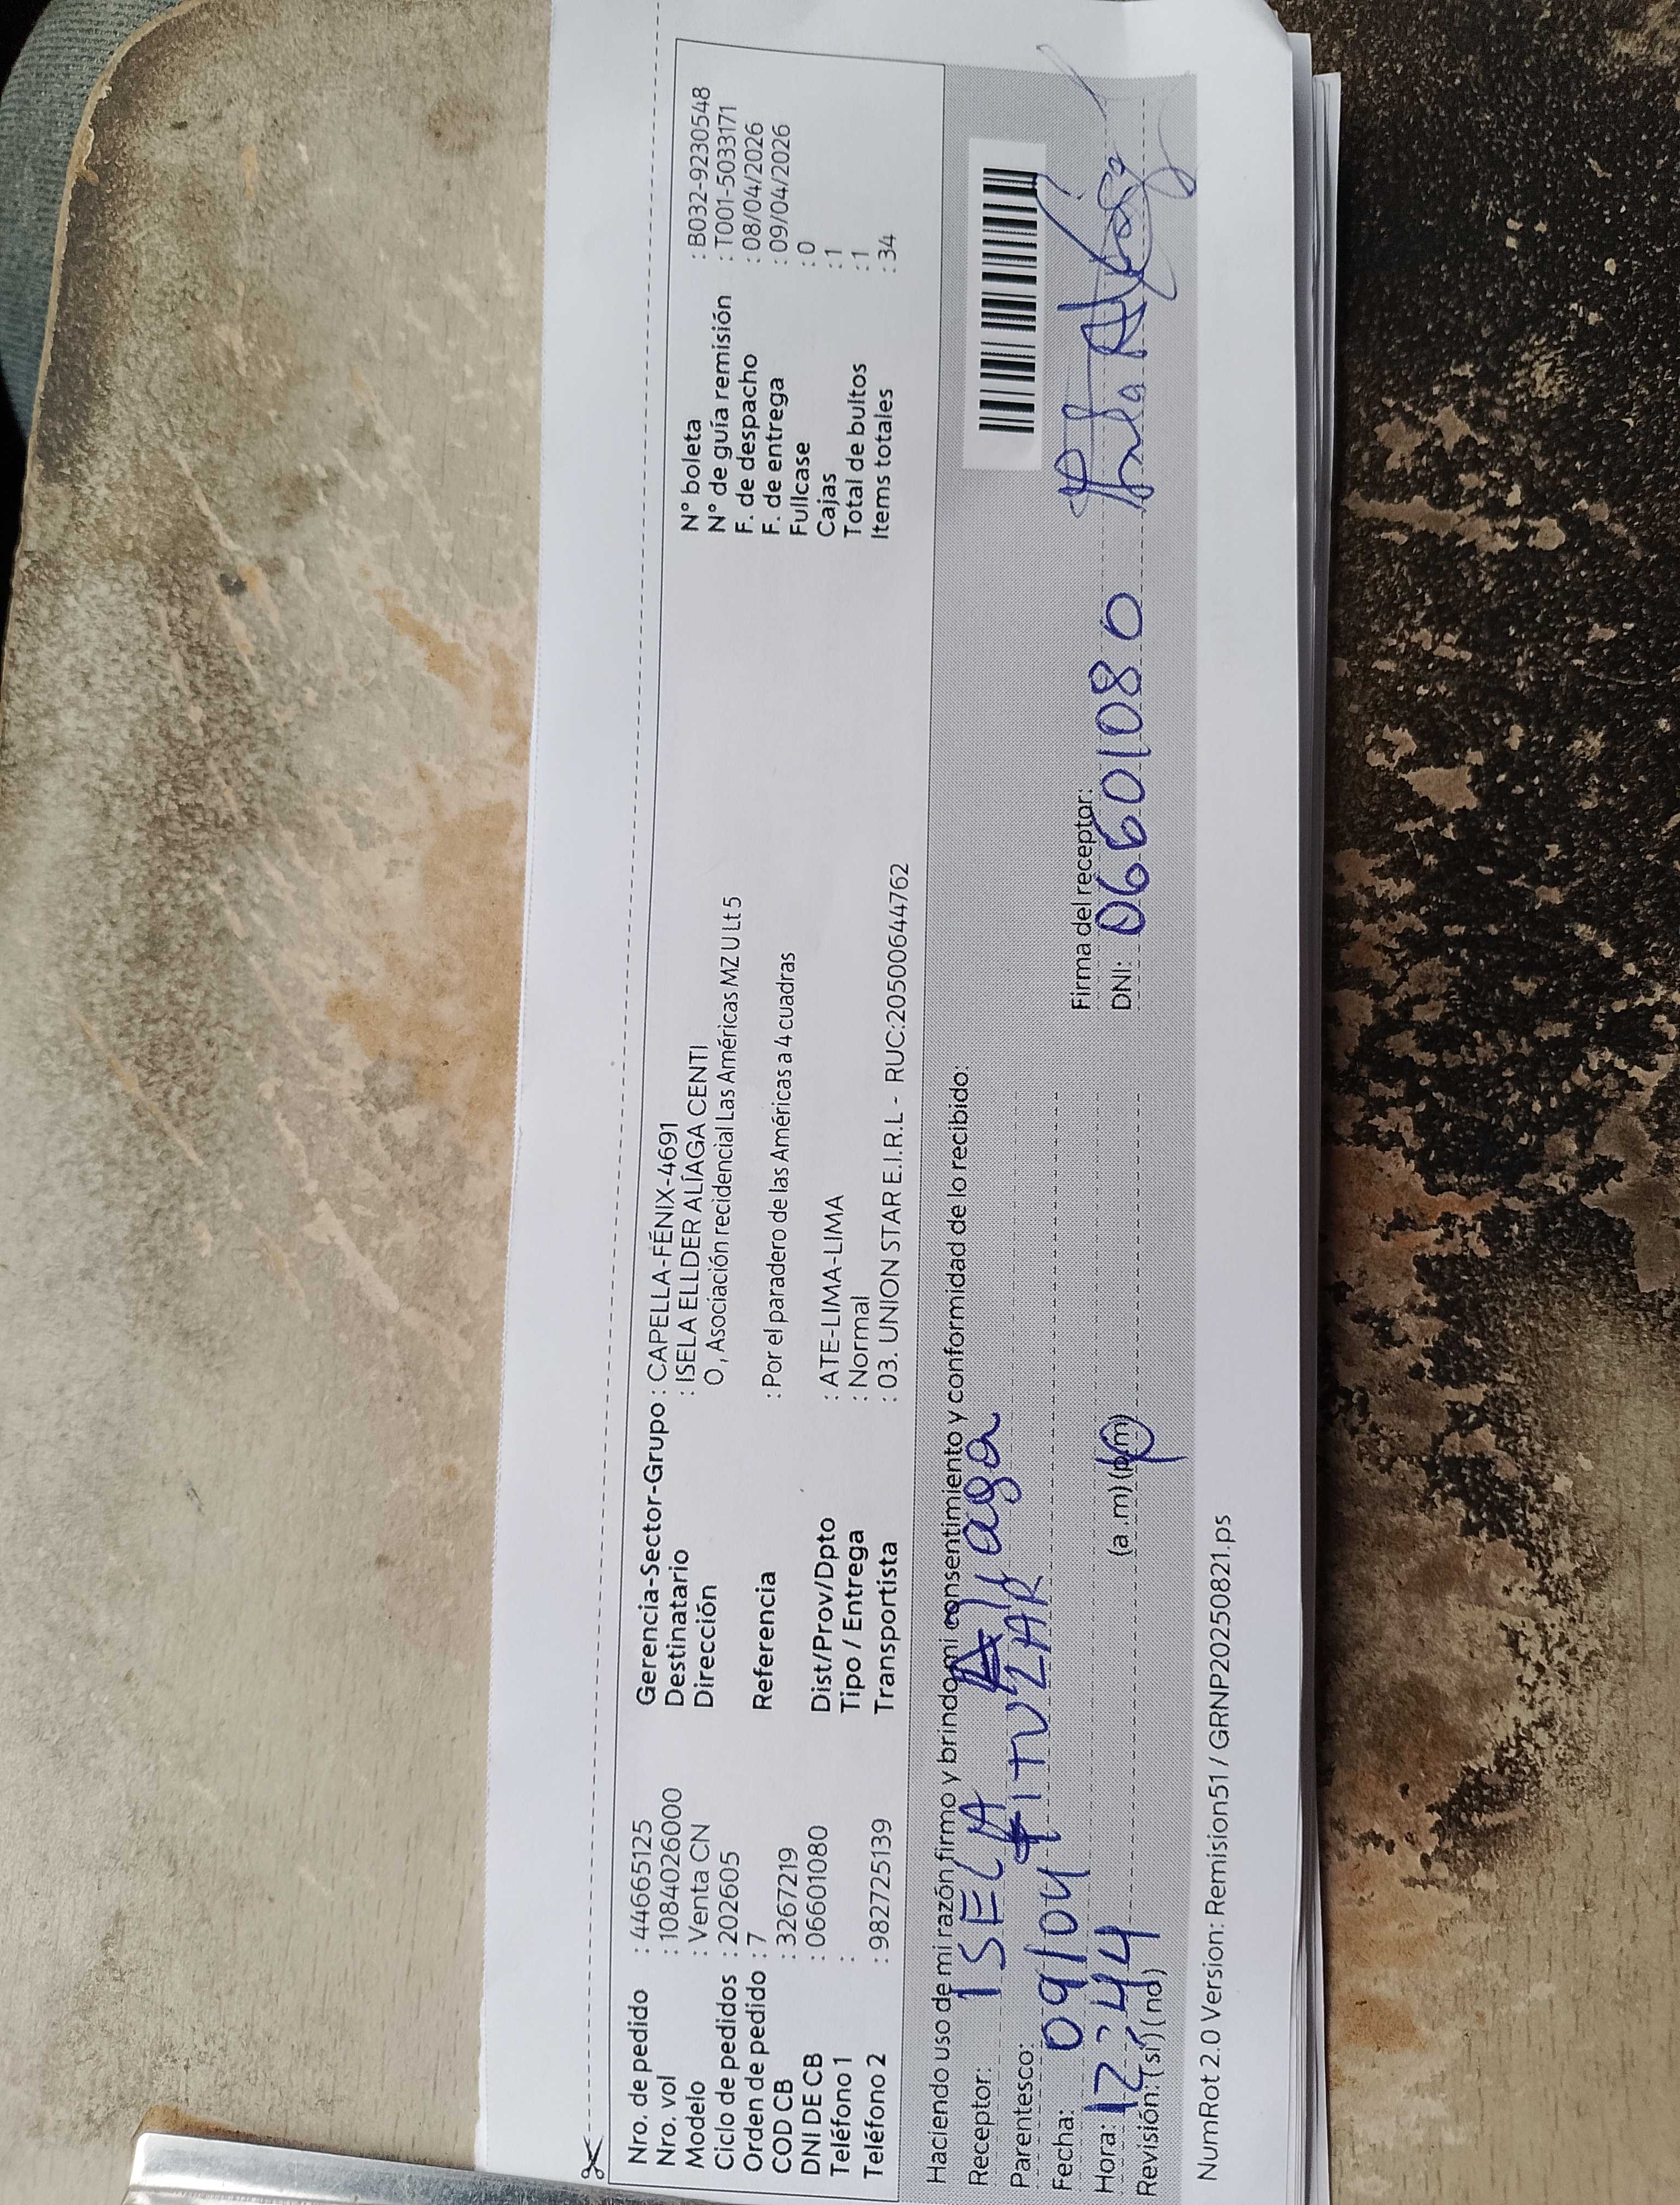 Nro. de pedido : 44665125
Nro. vol : 1084026000
Modelo : Venta CN
Ciclo de pedidos : 202605
Orden de pedido : 7
COD CB : 3267219
DNI DE CB : 06601080
Teléfono 1 :
Teléfono 2 : 982725139
Gerencia-Sector-Grupo : CAPELLA-FÉNIX-4691
Destinatario : ISELA ELLDER ALÍAGA CENTI
Dirección O , Asociación recidencial Las Américas MZ U Lt 5
Referencia : Por el paradero de las Américas a 4 cuadras
Dist/Prov/Dpto : ATE-LIMA-LIMA
Tipo / Entrega : Normal
Transportista : 03. UNION STAR E.I.R.L - RUC:20500644762
N° boleta : B032-9230548
N° de guía remisión : T001-5033171
F. de despacho : 08/04/2026
F. de entrega : 09/04/2026
Fullcase : 0
Cajas : 1
Total de bultos : 1
Items totales : 34
Haciendo uso de mi razón firmo y brindo mi consentimiento y conformidad de lo recibido.
Receptor: ISELA Aliaga
Parentesco: TITUZAR
Fecha: 09/04
Hora: 12:44 (a .m) (p.m)
Revisión: (si) (no)
Firma del receptor:
DNI: 06601080
NumRot 2.0 Version: Remision51 / GRNP20250821.ps